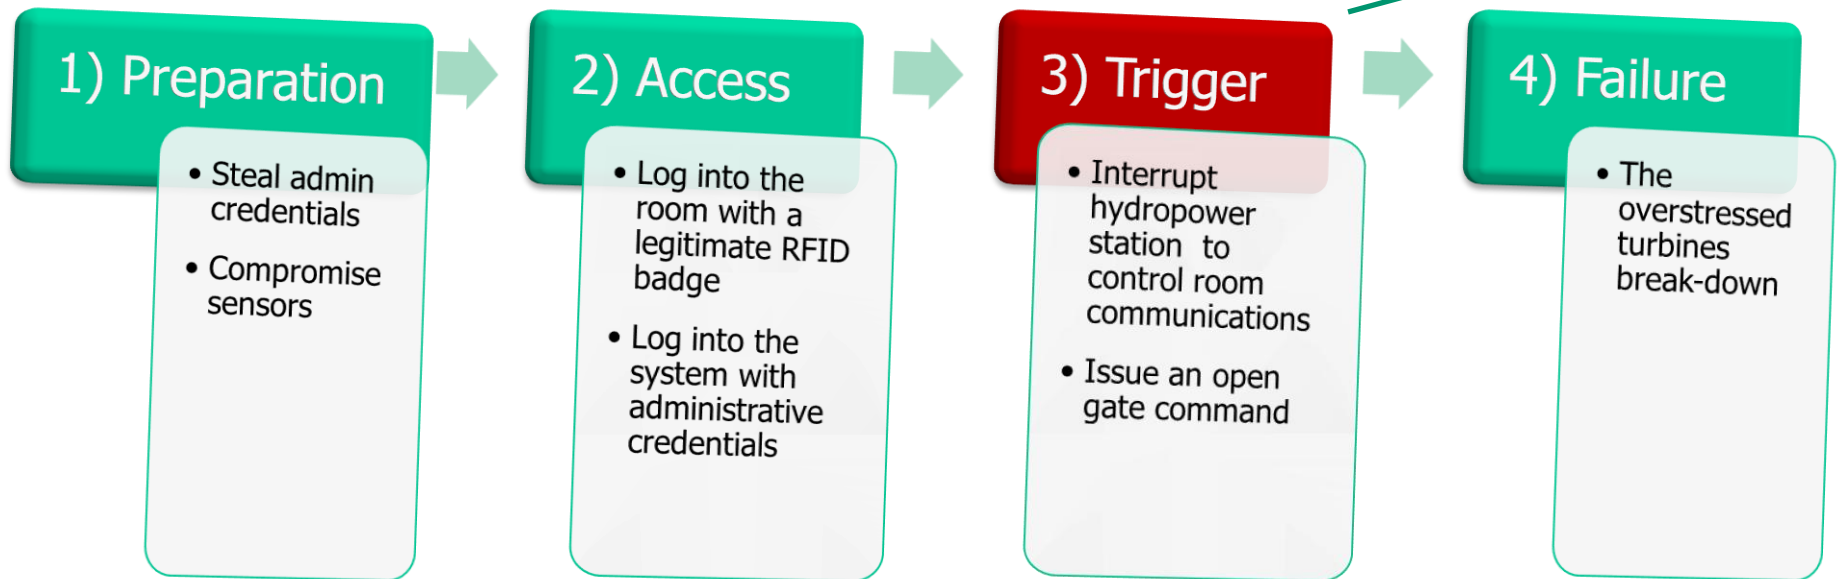 1) Preparation
• Steal admin
credentials
• Compromise
sensors
2) Access
• Log into the
room with a
legitimate RFID
badge
• Log into the
system with
administrative
credentials
3) Trigger
• Interrupt
hydropower
station to
control room
communications
• Issue an open
gate command
4) Failure
• The
overstressed
turbines
break-down